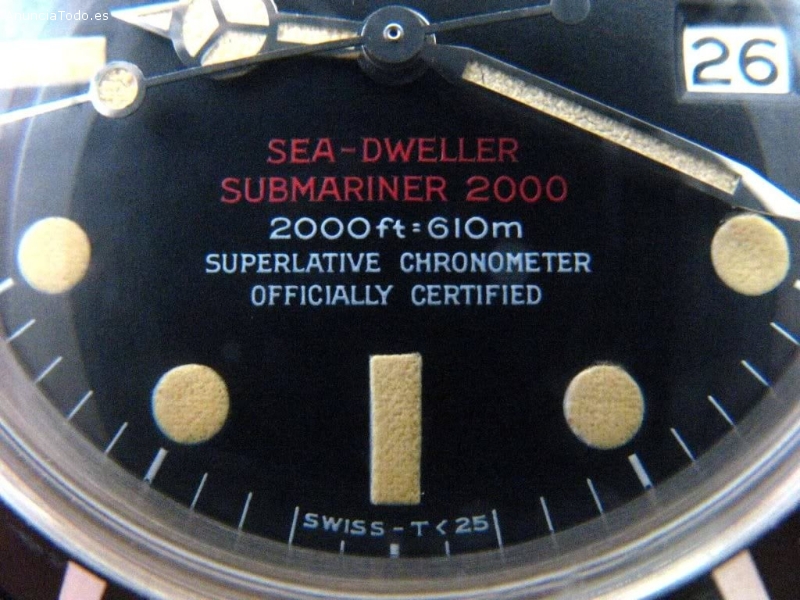 26
SEA-DWELLER
SUBMARINER 2000
2000ft=610m
SUPERLATIVE CHRONOMETER
OFFICIALLY CERTIFIED
SWISS - T < 25